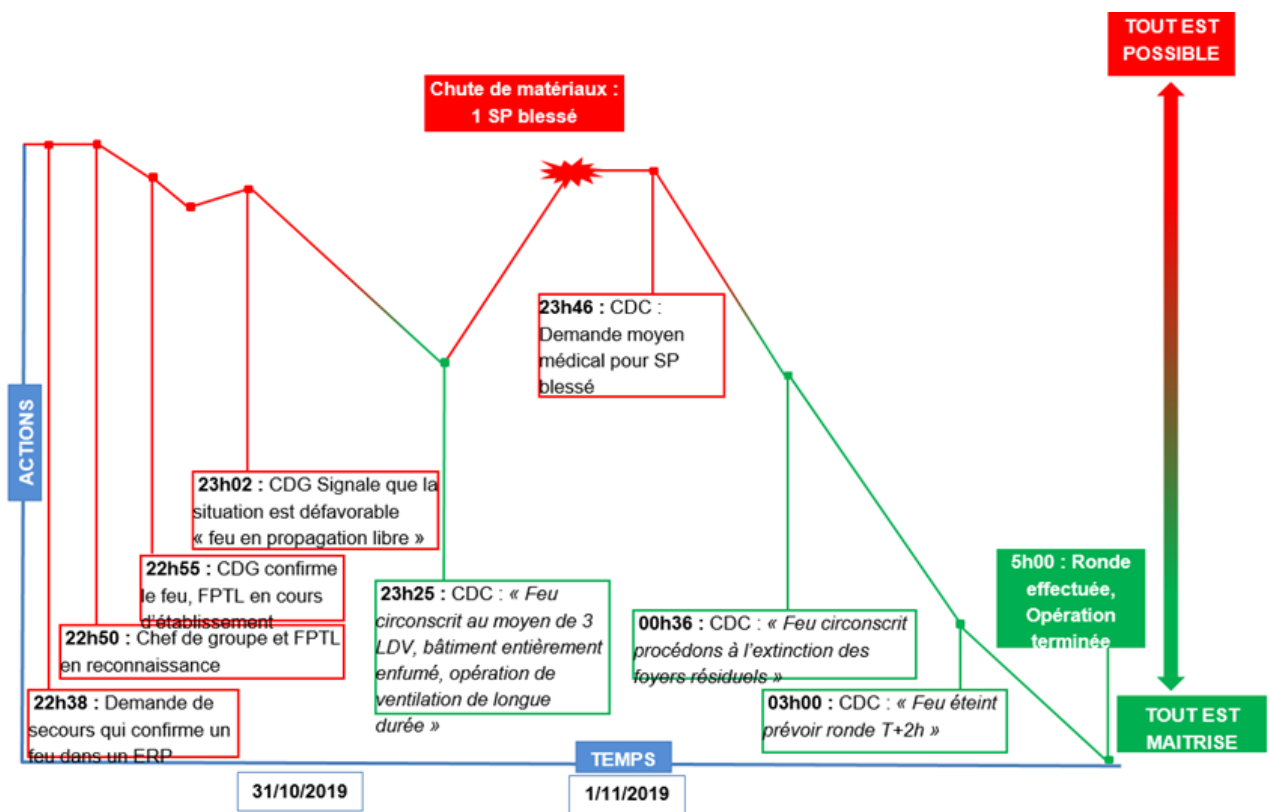 TOUT EST
POSSIBLE
Chute de matériaux :
1 SP blessé
23h46 : CDC :
Demande moyen
médical pour SP
blessé
ACTIONS
23h02 : CDG Signale que la
situation est défavorable
« feu en propagation libre »
22h55 : CDG confirme
le feu, FPTL en cours
d'établissement
22h50 : Chef de groupe et FPTL
en reconnaissance
22h38 : Demande de
secours qui confirme un
feu dans un ERP
23h25 : CDC : « Feu
circonscrit au moyen de 3
LDV, bâtiment entièrement
enfumé, opération de
ventilation de longue
durée »
00h36 : CDC : « Feu circonscrit
procédons à l'extinction des
foyers résiduels »
03h00 : CDC : « Feu éteint
prévoir ronde T+2h »
5h00 : Ronde
effectuée,
Opération
terminée
TOUT EST
MAITRISE
TEMPS
31/10/2019
1/11/2019